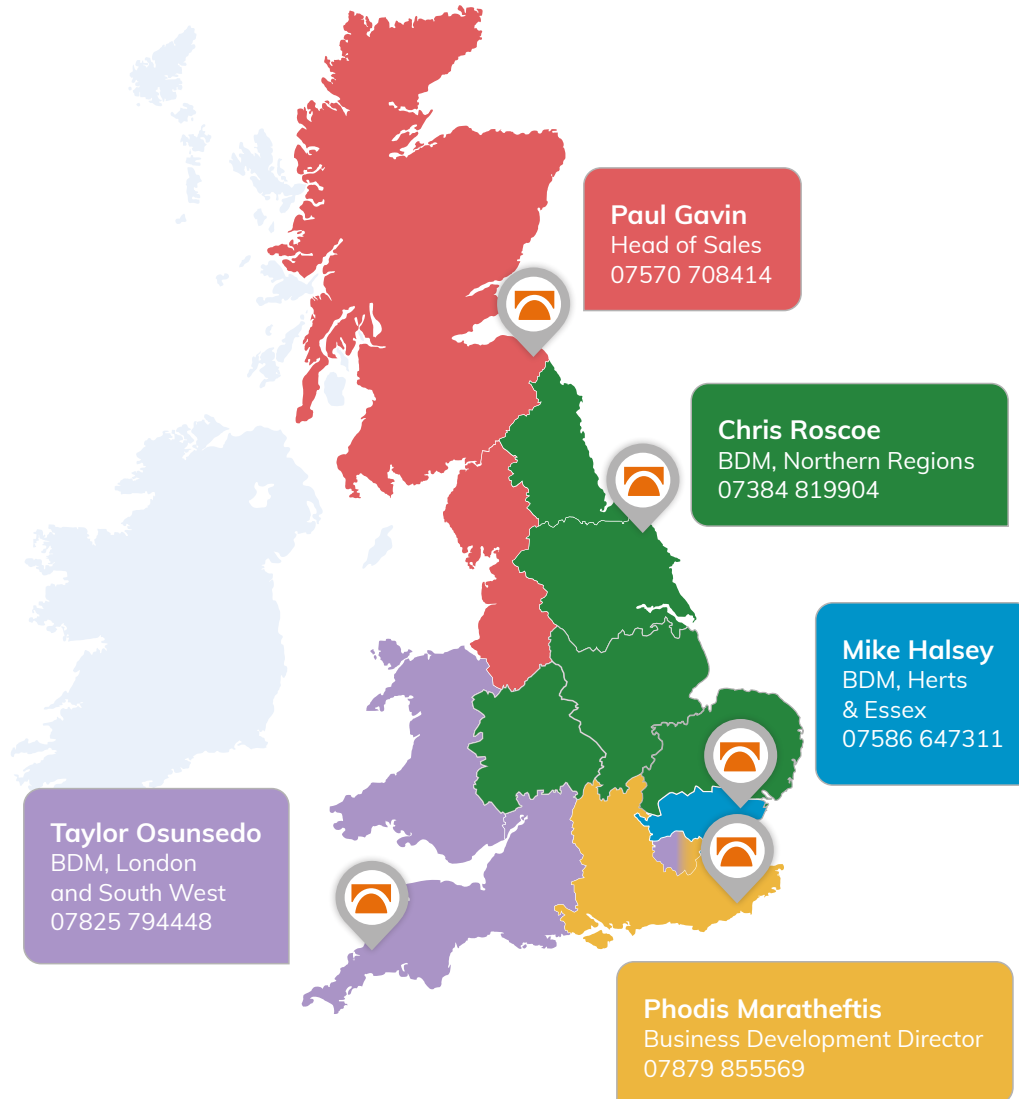 Paul Gavin
Head of Sales
07570 708414
Chris Roscoe
BDM, Northern Regions
07384 819904
Mike Halsey
BDM, Herts
& Essex
07586 647311
Taylor Osunsedo
BDM, London
and South West
07825 794448
Phodis Maratheftis
Business Development Director
07879 855569